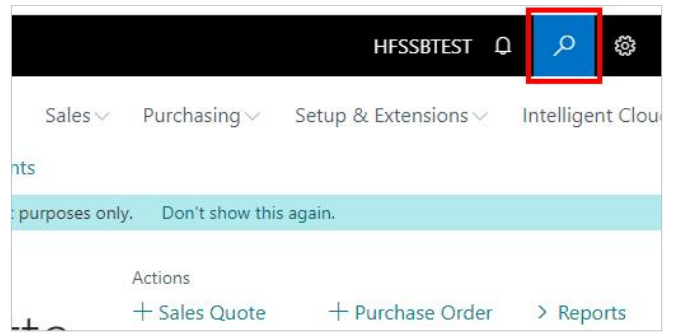 HFSSBTEST
Sales Purchasing Setup & Extensions Intelligent Clou
nts
purposes only. Don't show this again.
Actions
+ Sales Quote + Purchase Order > Reports